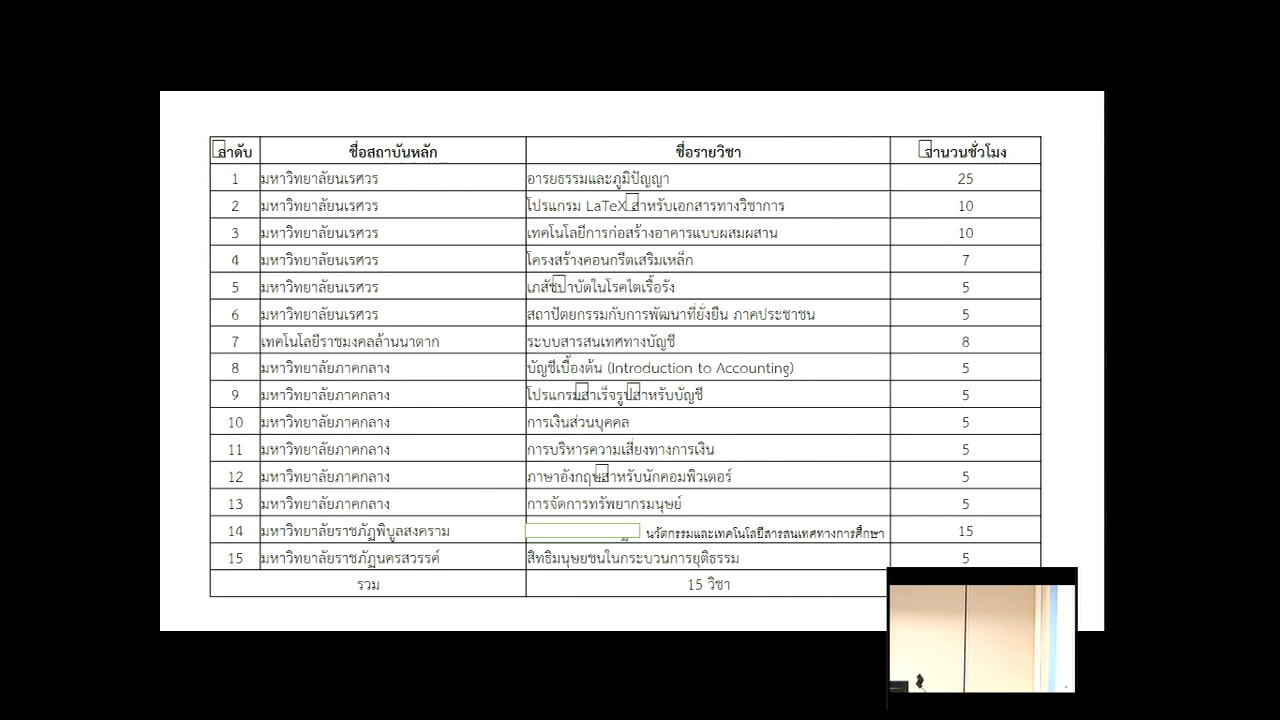 ลำดับ ชื่อสถาบันหลัก ชื่อรายวิชา จำนวนชั่วโมง
1 มหาวิทยาลัยนเรศวร อารยธรรมและภูมิปัญญา 25
2 มหาวิทยาลัยนเรศวร โปรแกรม LaTeX สำหรับเอกสารทางวิชาการ 10
3 มหาวิทยาลัยนเรศวร เทคโนโลยีการก่อสร้างอาคารแบบผสมผสาน 10
4 มหาวิทยาลัยนเรศวร โครงสร้างคอนกรีตเสริมเหล็ก 7
5 มหาวิทยาลัยนเรศวร เภสัชบำบัดในโรคไตเรื้อรัง 5
6 มหาวิทยาลัยนเรศวร สถาปัตยกรรมกับการพัฒนาที่ยั่งยืน ภาคประชาชน 5
7 เทคโนโลยีราชมงคลล้านนาตาก ระบบสารสนเทศทางบัญชี 8
8 มหาวิทยาลัยภาคกลาง บัญชีเบื้องต้น (Introduction to Accounting) 5
9 มหาวิทยาลัยภาคกลาง โปรแกรมสำเร็จรูปสำหรับบัญชี 5
10 มหาวิทยาลัยภาคกลาง การเงินส่วนบุคคล 5
11 มหาวิทยาลัยภาคกลาง การบริหารความเสี่ยงทางการเงิน 5
12 มหาวิทยาลัยภาคกลาง ภาษาอังกฤษสำหรับนักคอมพิวเตอร์ 5
13 มหาวิทยาลัยภาคกลาง การจัดการทรัพยากรมนุษย์ 5
14 มหาวิทยาลัยราชภัฏพิบูลสงคราม นวัตกรรมและเทคโนโลยีสารสนเทศทางการศึกษา 15
15 มหาวิทยาลัยราชภัฏนครสวรรค์ สิทธิมนุษยชนในกระบวนการยุติธรรม 5
รวม 15 วิชา